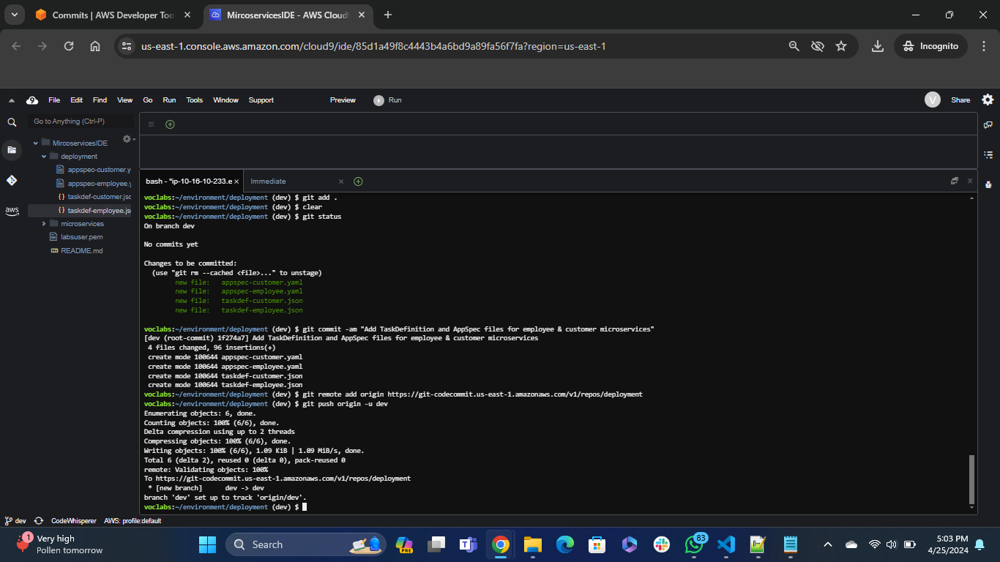 Commits | AWS Developer Too
MircoservicesIDE - AWS Cloud
us-east-1.console.aws.amazon.com/cloud9/ide/85d1a49f8c4443b4a6bd9a89fa56f7fa?region=us-east-1
Incognito
9 File Edit Find View Go Run Tools Window Support Preview Run
V Share
Go to Anything (Ctrl-P)
MircoservicesIDE
deployment
appspec-customer.y
appspec-employee.y
{ } taskdef-customer.jsc
{ } taskdef-employee.js
microservices
labsuser.pem
README.md
aws
bash - "ip-10-16-10-233.e Immediate
voclabs:~/environment/deployment (dev) $ git add .
voclabs:~/environment/deployment (dev) $ clear
voclabs:~/environment/deployment (dev) $ git status
On branch dev
No commits yet
Changes to be committed:
(use "git rm --cached <file>..." to unstage)
new file: appspec-customer.yaml
new file: appspec-employee.yaml
new file: taskdef-customer.json
new file: taskdef-employee.json
voclabs:~/environment/deployment (dev) $ git commit -am "Add TaskDefinition and AppSpec files for employee & customer microservices"
[dev (root-commit) 1f274a7] Add TaskDefinition and AppSpec files for employee & customer microservices
4 files changed, 96 insertions(+)
create mode 100644 appspec-customer.yaml
create mode 100644 appspec-employee.yaml
create mode 100644 taskdef-customer.json
create mode 100644 taskdef-employee.json
voclabs:~/environment/deployment (dev) $ git remote add origin https://git-codecommit.us-east-1.amazonaws.com/v1/repos/deployment
voclabs:~/environment/deployment (dev) $ git push origin -u dev
Enumerating objects: 6, done.
Counting objects: 100% (6/6), done.
Delta compression using up to 2 threads
Compressing objects: 100% (6/6), done.
Writing objects: 100% (6/6), 1.09 KiB | 1.09 MiB/s, done.
Total 6 (delta 2), reused 0 (delta 0), pack-reused 0
remote: Validating objects: 100%
To https://git-codecommit.us-east-1.amazonaws.com/v1/repos/deployment
* [new branch] dev -> dev
branch 'dev' set up to track 'origin/dev'.
voclabs:~/environment/deployment (dev) $
dev CodeWhisperer AWS: profile:default
1 Very high
Pollen tomorrow
Search
PRE
83
5:03 PM
4/25/2024